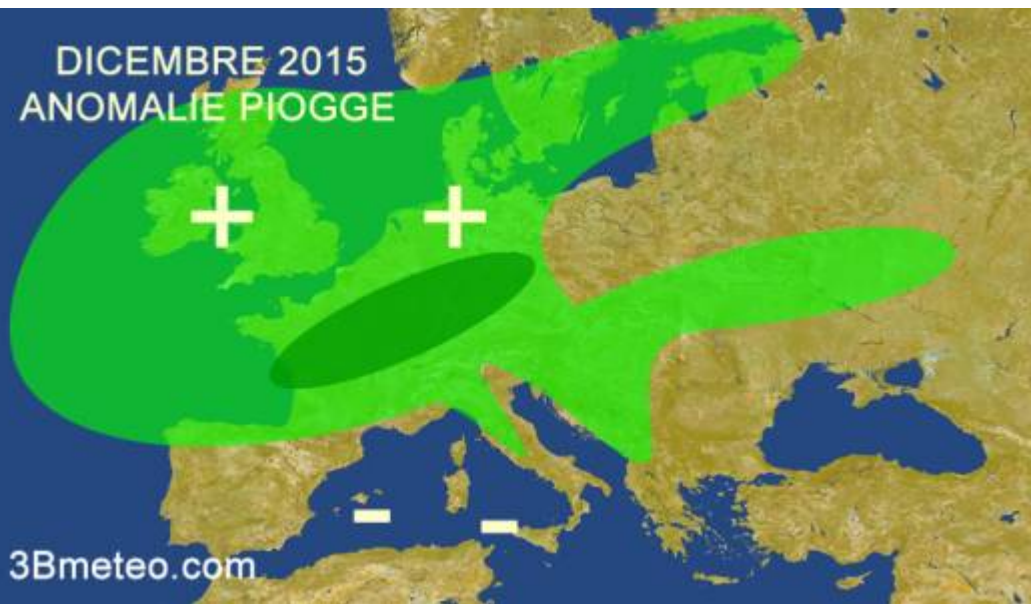 DICEMBRE 2015
ANOMALIE PIOGGE
+ +
- -
3Bmeteo.com